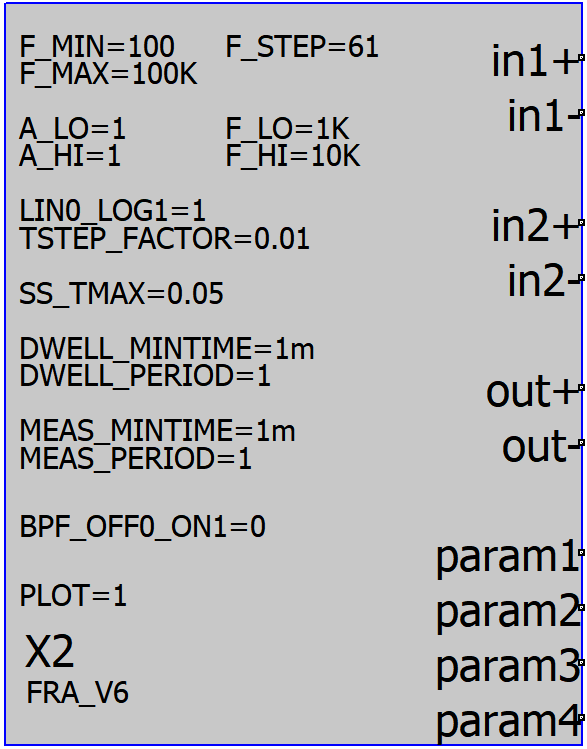 F_MIN=100 F_STEP=61
F_MAX=100K
in1+
in1-
A_LO=1 F_LO=1K
A_HI=1 F_HI=10K
LIN0_LOG1=1
TSTEP_FACTOR=0.01
in2+
in2-
SS_TMAX=0.05
DWELL_MINTIME=1m
DWELL_PERIOD=1
out+
out-
MEAS_MINTIME=1m
MEAS_PERIOD=1
BPF_OFF0_ON1=0
param1
PLOT=1
param2
X2
param3
FRA_V6
param4